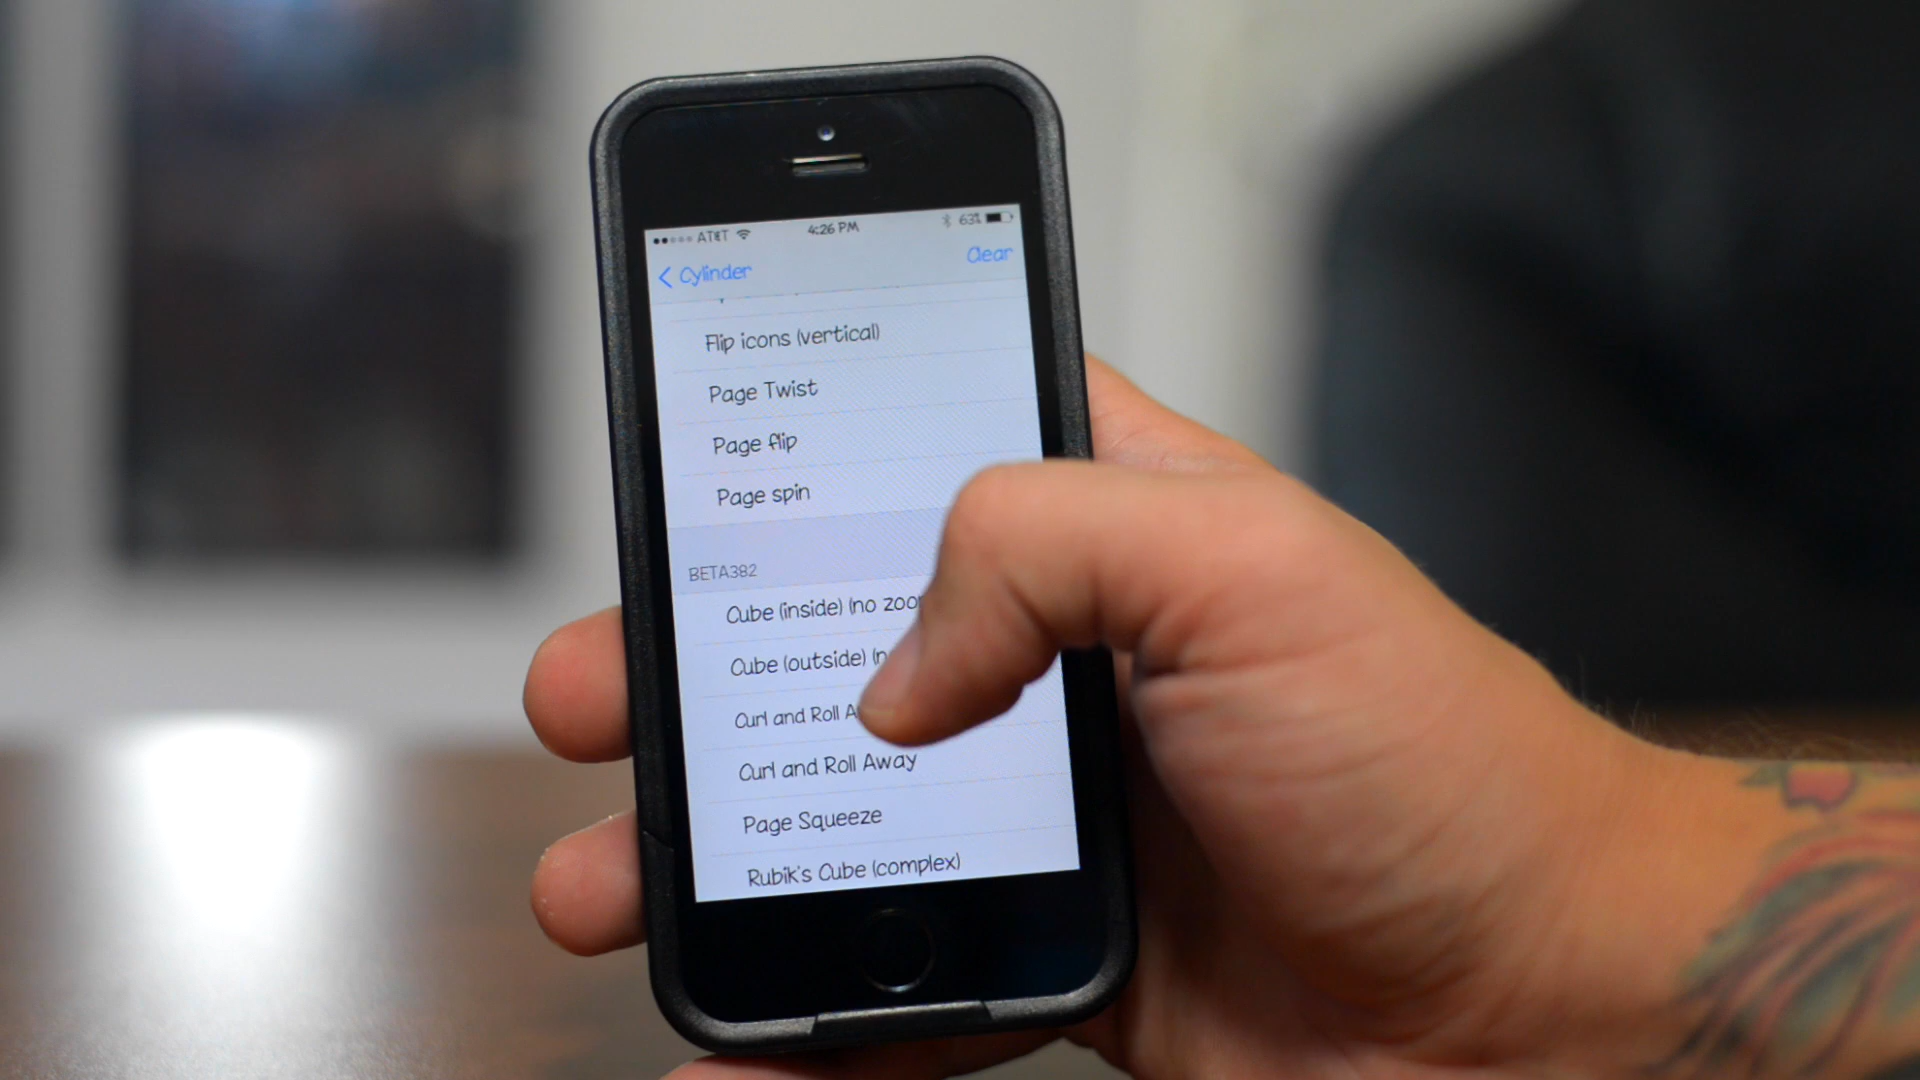 AT&T 4:26 PM 63%
Cylinder Clear
Flip icons (vertical)
Page Twist
Page flip
Page spin
BETA382
Cube (inside) (no
Cube (outside)
Curl and Roll
Curl and Roll Away
Page Squeeze
Rubik's Cube (complex)